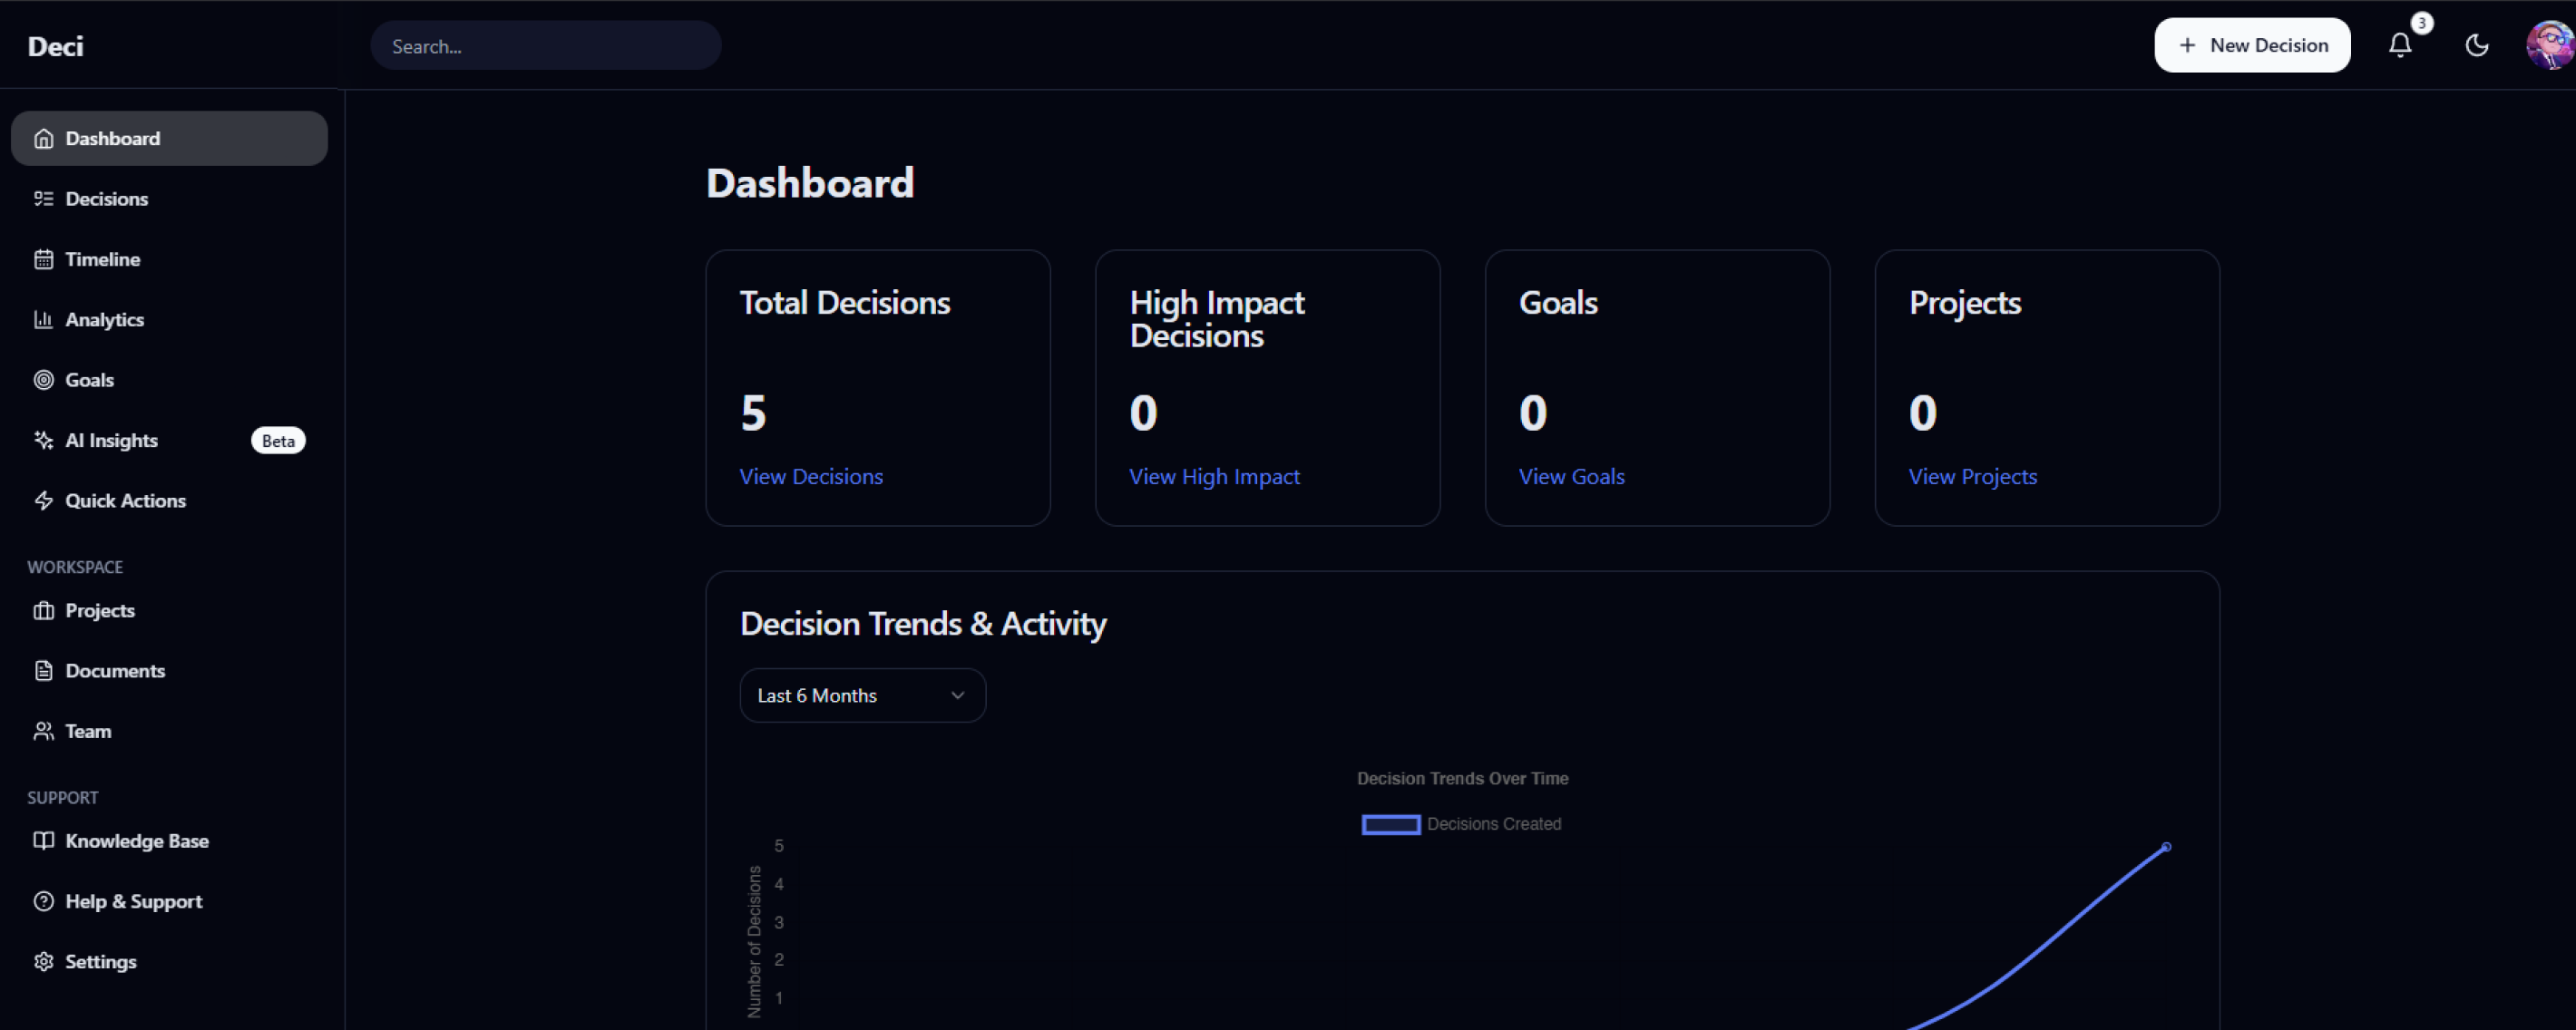 Deci
Search...
+ New Decision
3
Dashboard
Decisions
Timeline
Analytics
Goals
AI Insights
Beta
Quick Actions
WORKSPACE
Projects
Documents
Team
SUPPORT
Knowledge Base
Help & Support
Settings
Dashboard
Total Decisions
5
View Decisions
High Impact
Decisions
0
View High Impact
Goals
0
View Goals
Projects
0
View Projects
Decision Trends & Activity
Last 6 Months
Decision Trends Over Time
Decisions Created
Number of Decisions
5
4
3
2
1